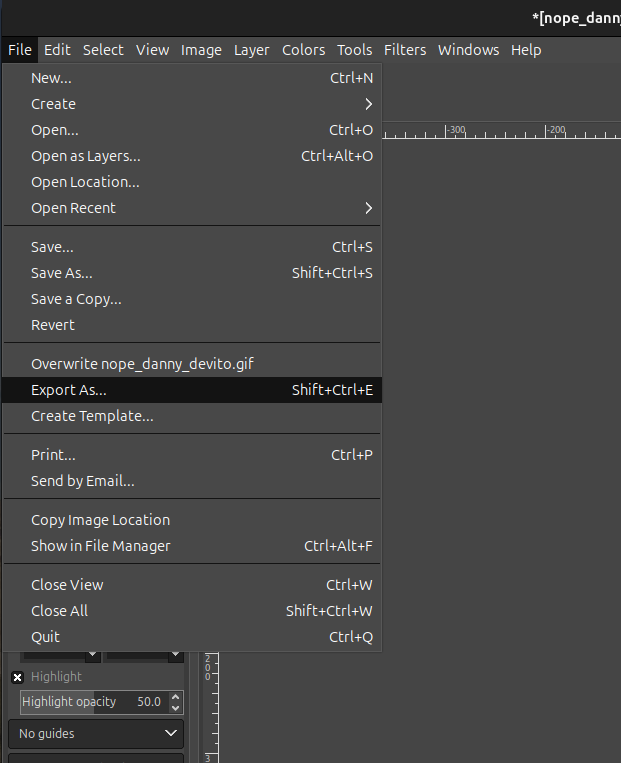 *[nope_danny
File Edit Select View Image Layer Colors Tools Filters Windows Help
New... Ctrl+N
Create
Open... Ctrl+O
Open as Layers... Ctrl+Alt+O
Open Location...
Open Recent
Save... Ctrl+S
Save As... Shift+Ctrl+S
Save a Copy...
Revert
Overwrite nope_danny_devito.gif
Export As... Shift+Ctrl+E
Create Template...
Print... Ctrl+P
Send by Email...
Copy Image Location
Show in File Manager Ctrl+Alt+F
Close View Ctrl+W
Close All Shift+Ctrl+W
Quit Ctrl+Q
-300 -200
200
Highlight
Highlight opacity 50.0
No guides
3